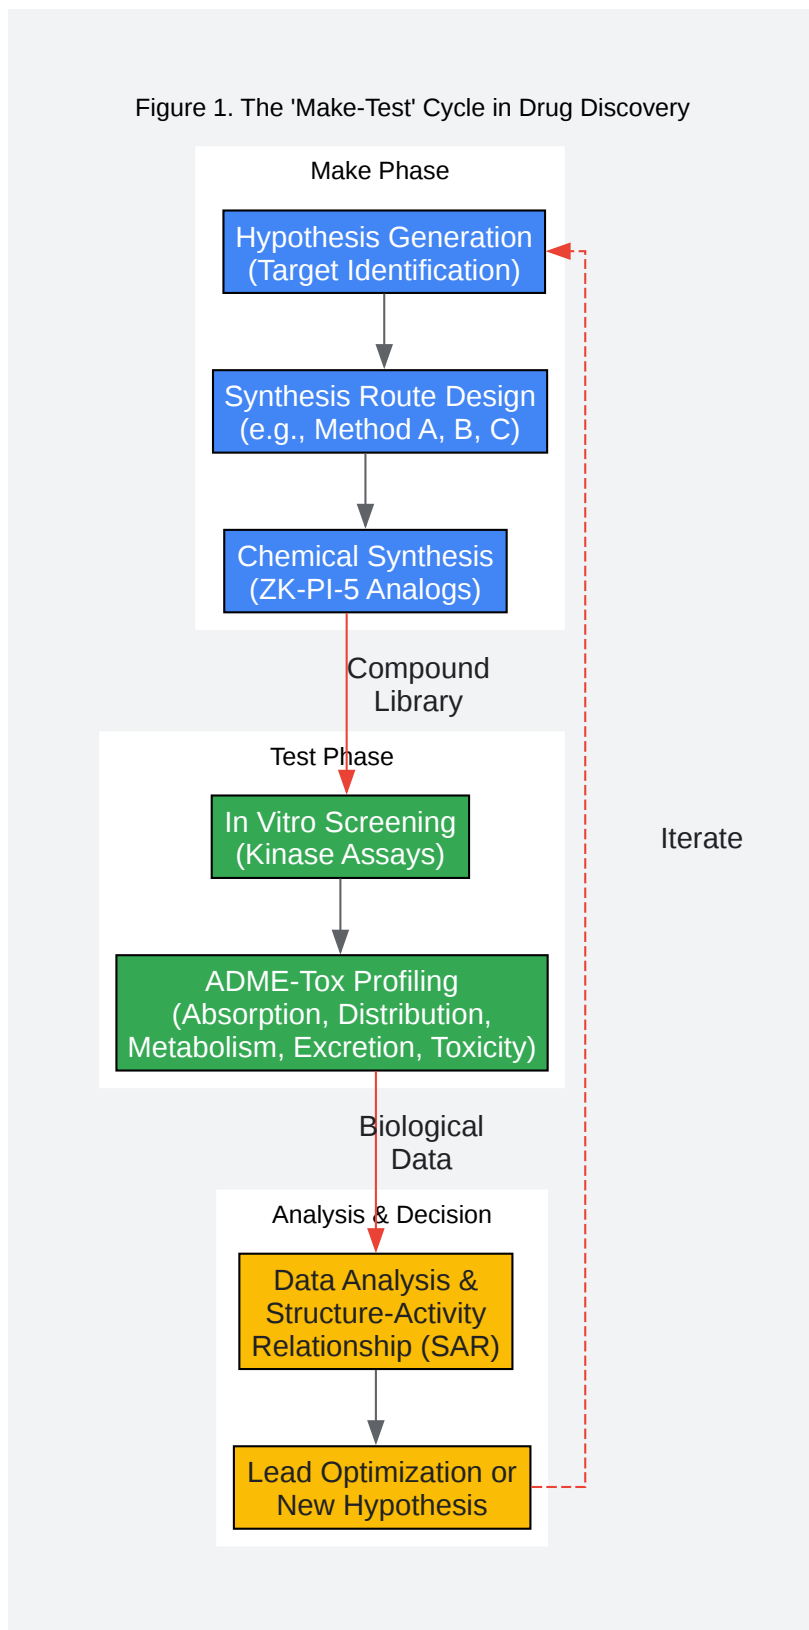 Figure 1. The 'Make-Test' Cycle in Drug Discovery
Make Phase
Hypothesis Generation
(Target Identification)
Synthesis Route Design
(e.g., Method A, B, C)
Chemical Synthesis
(ZK-PI-5 Analogs)
Compound
Library
Test Phase
In Vitro Screening
(Kinase Assays)
Iterate
ADME-Tox Profiling
(Absorption, Distribution,
Metabolism, Excretion, Toxicity)
Biological
Data
Analysis & Decision
Data Analysis &
Structure-Activity
Relationship (SAR)
Lead Optimization or
New Hypothesis